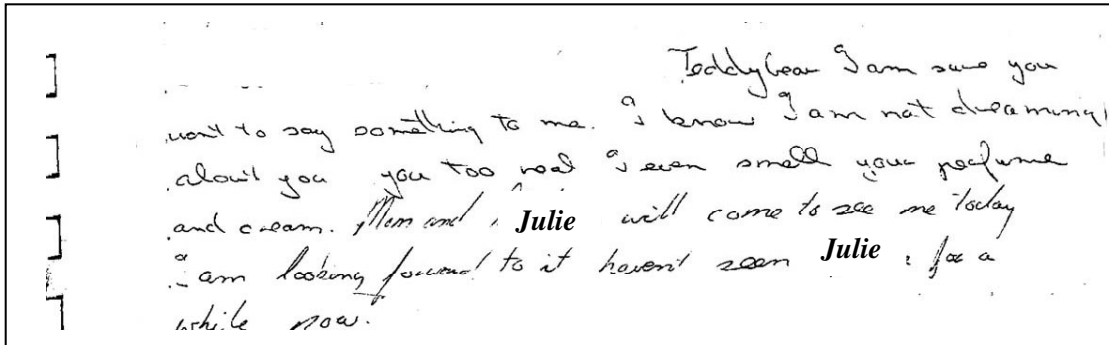 Teddybear I am sure you
want to say something to me. I know I am not dreaming
about you you too real I even smell your perfume
and cream. Mom and Julie will come to see me today
I am looking forward to it haven't seen Julie for a
while now.